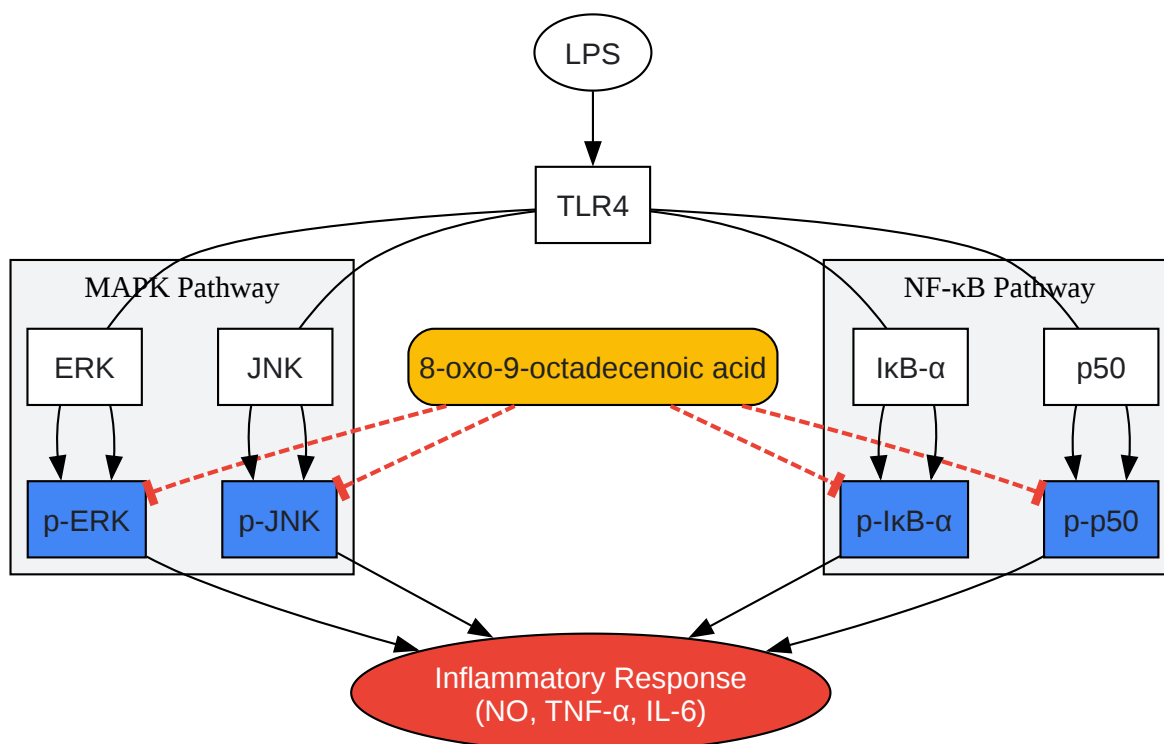 LPS
TLR4
MAPK Pathway
NF-κB Pathway
ERK
JNK
8-oxo-9-octadecenoic acid
IκB-α
p50
p-ERK
p-JNK
p-IκB-α
p-p50
Inflammatory Response
(NO, TNF-α, IL-6)